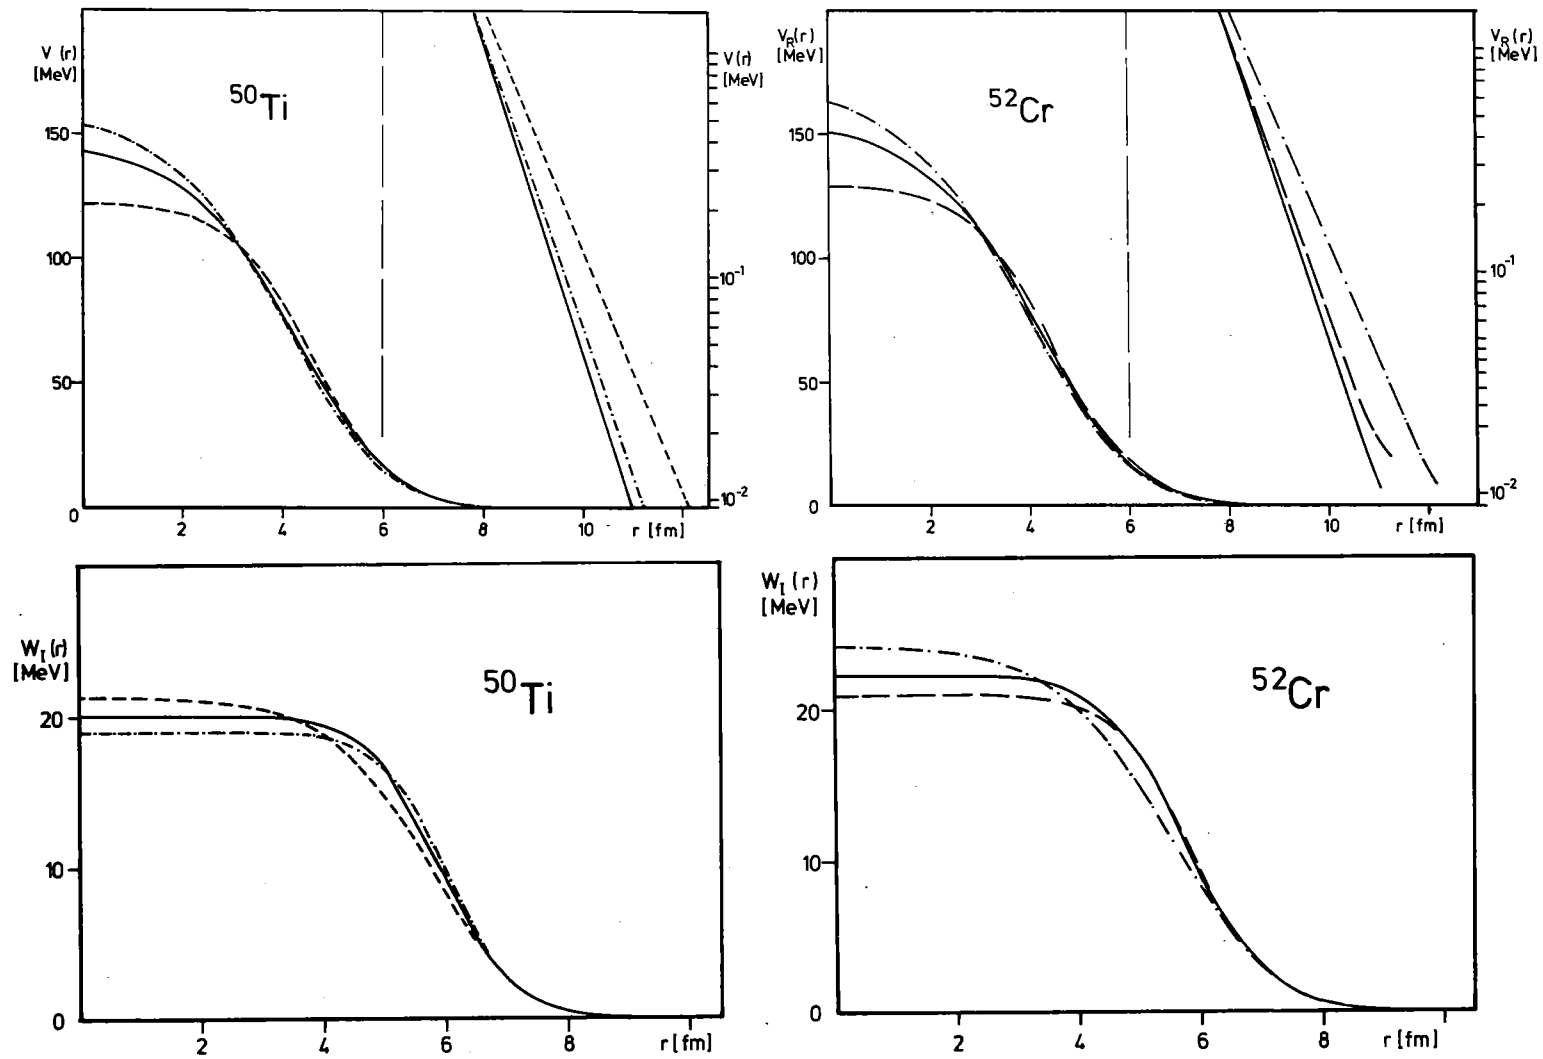 V (r)
[MeV]
150
100
50
0
2
4
6
8
10
r [fm]
⁵⁰Ti
V(r)
[MeV]
10⁻¹
10⁻²
V_R(r)
[MeV]
150
100
50
0
2
4
6
8
10
r [fm]
⁵²Cr
V_R(r)
[MeV]
10⁻¹
10⁻²
W_I(r)
[MeV]
20
10
0
2
4
6
8
r [fm]
⁵⁰Ti
W_I(r)
[MeV]
20
10
0
2
4
6
8
r [fm]
⁵²Cr